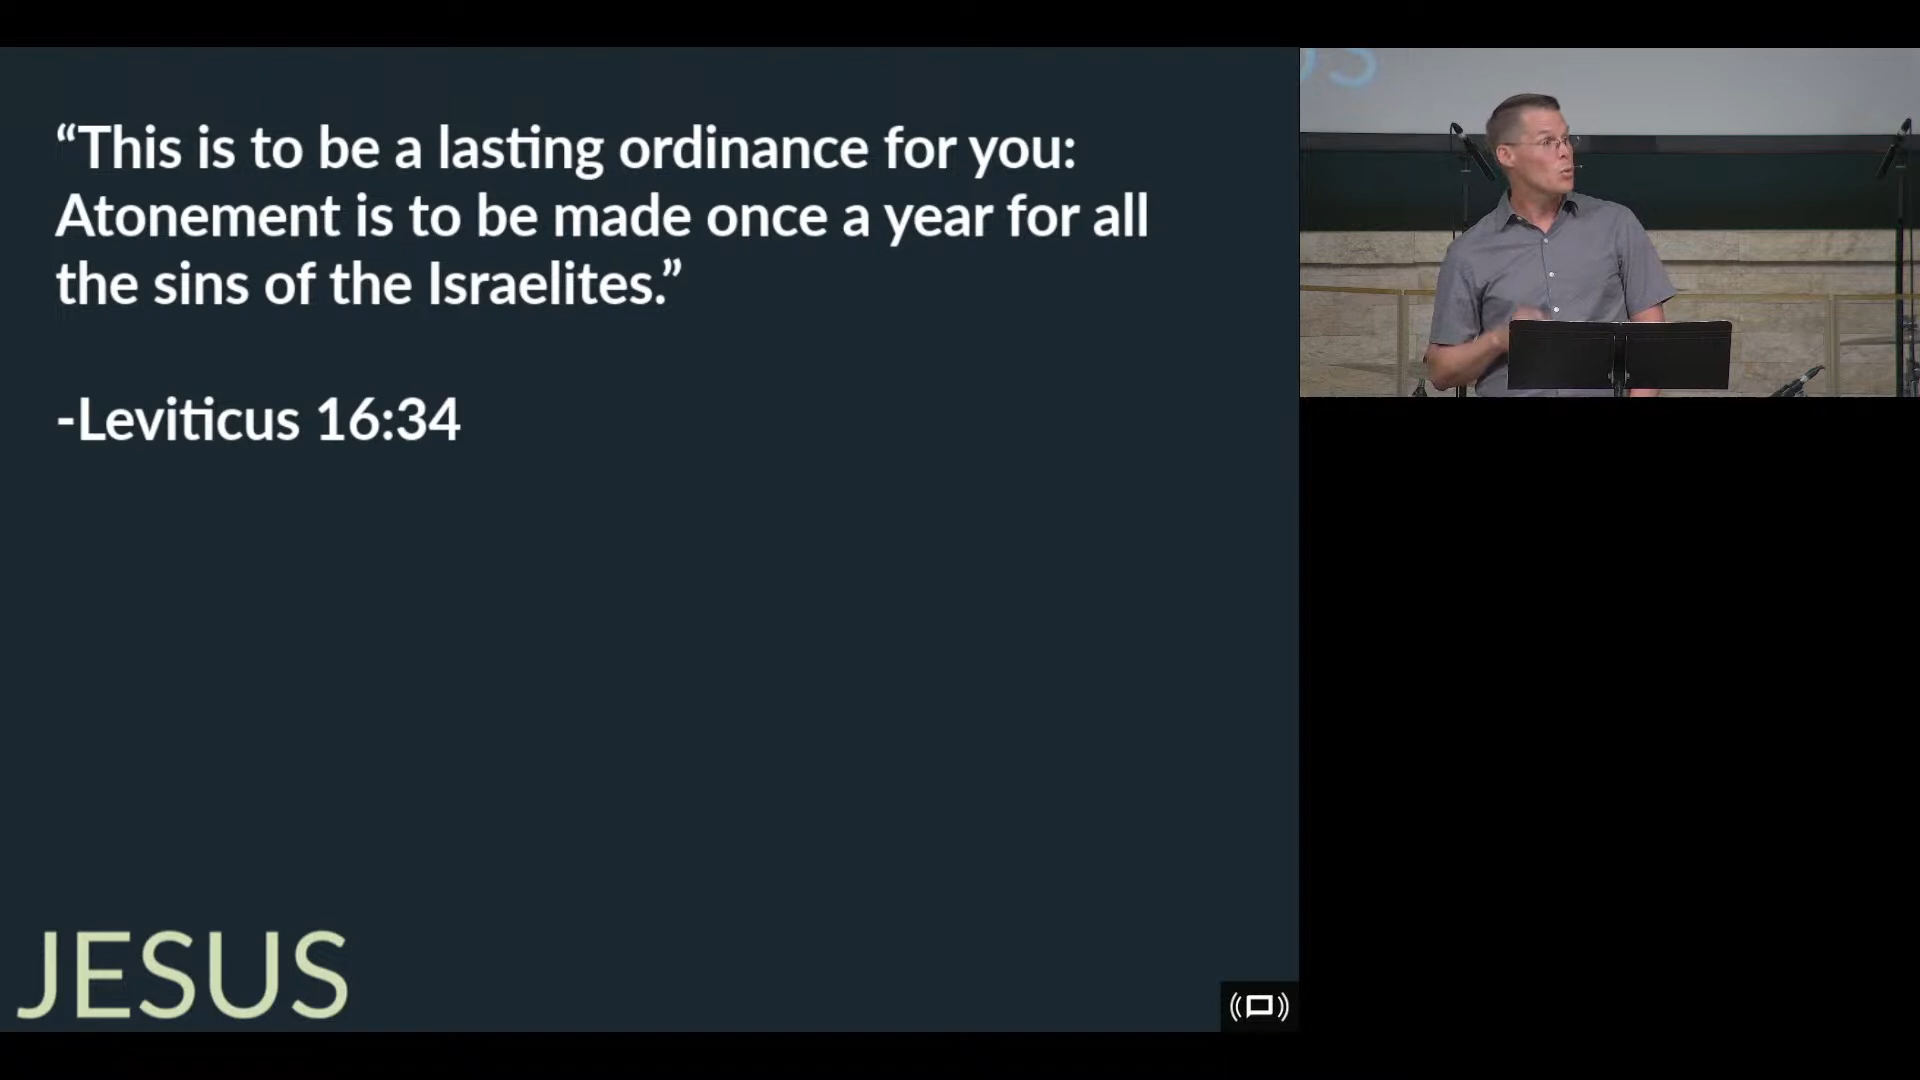 “This is to be a lasting ordinance for you:
Atonement is to be made once a year for all
the sins of the Israelites.”
-Leviticus 16:34
JESUS
US